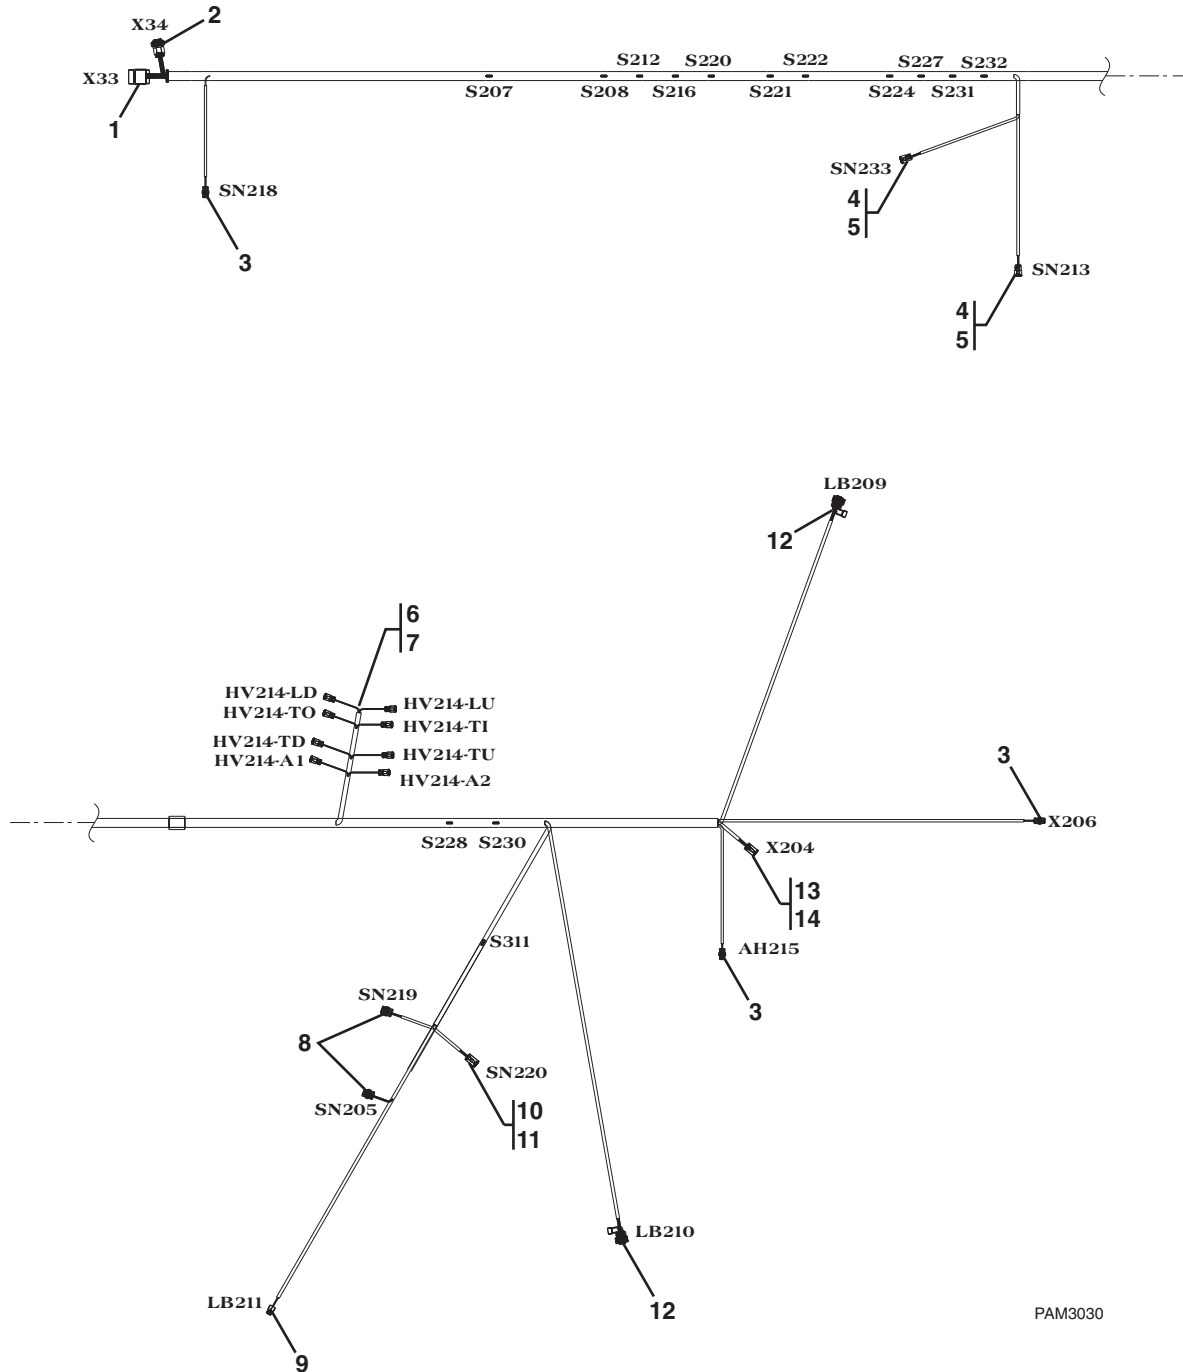 X34
2
X33
1
S212
S220
S222
S227
S232
S207
S208
S216
S221
S224
S231
SN218
3
SN233
4
5
SN213
4
5
LB209
12
6
7
HV214-LD
HV214-LU
HV214-TO
HV214-TI
HV214-TD
HV214-TU
HV214-A1
HV214-A2
3
X206
S228
S230
X204
13
14
S311
AH215
3
SN219
8
SN220
SN205
10
11
LB210
12
LB211
9
PAM3030